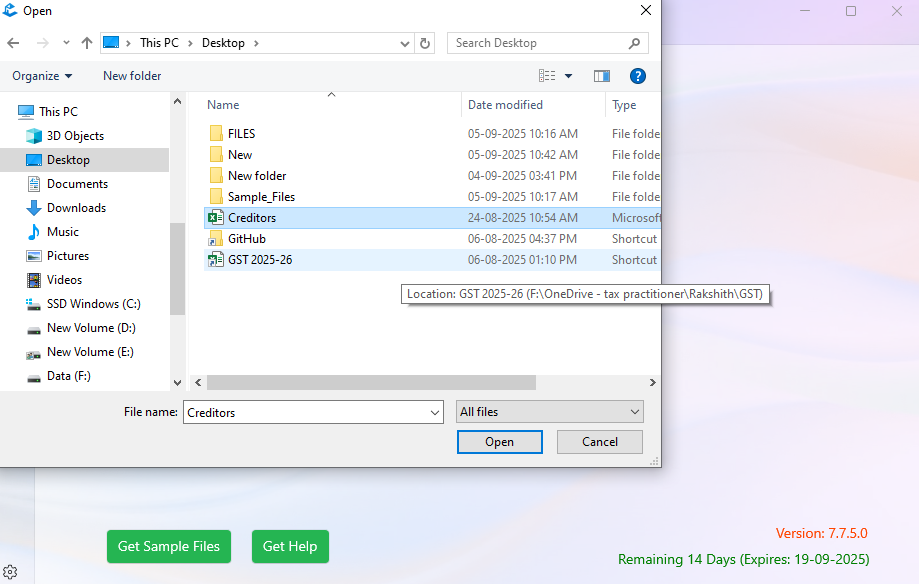 Open
This PC > Desktop >
Search Desktop
Organize
New folder
?
Name
Date modified
Type
This PC
3D Objects
Desktop
Documents
Downloads
Music
Pictures
Videos
SSD Windows (C:)
New Volume (D:)
New Volume (E:)
Data (F:)
FILES 05-09-2025 10:16 AM File folde
New 05-09-2025 10:42 AM File folde
New folder 04-09-2025 03:41 PM File folde
Sample_Files 05-09-2025 10:17 AM File folde
Creditors 24-08-2025 10:54 AM Microsoft
GitHub 06-08-2025 04:37 PM Shortcut
GST 2025-26 06-08-2025 01:10 PM Shortcut
Location: GST 2025-26 (F:\OneDrive - tax practitioner\Rakshith\GST)
File name: Creditors
All files
Open
Cancel
Get Sample Files
Get Help
Version: 7.7.5.0
Remaining 14 Days (Expires: 19-09-2025)